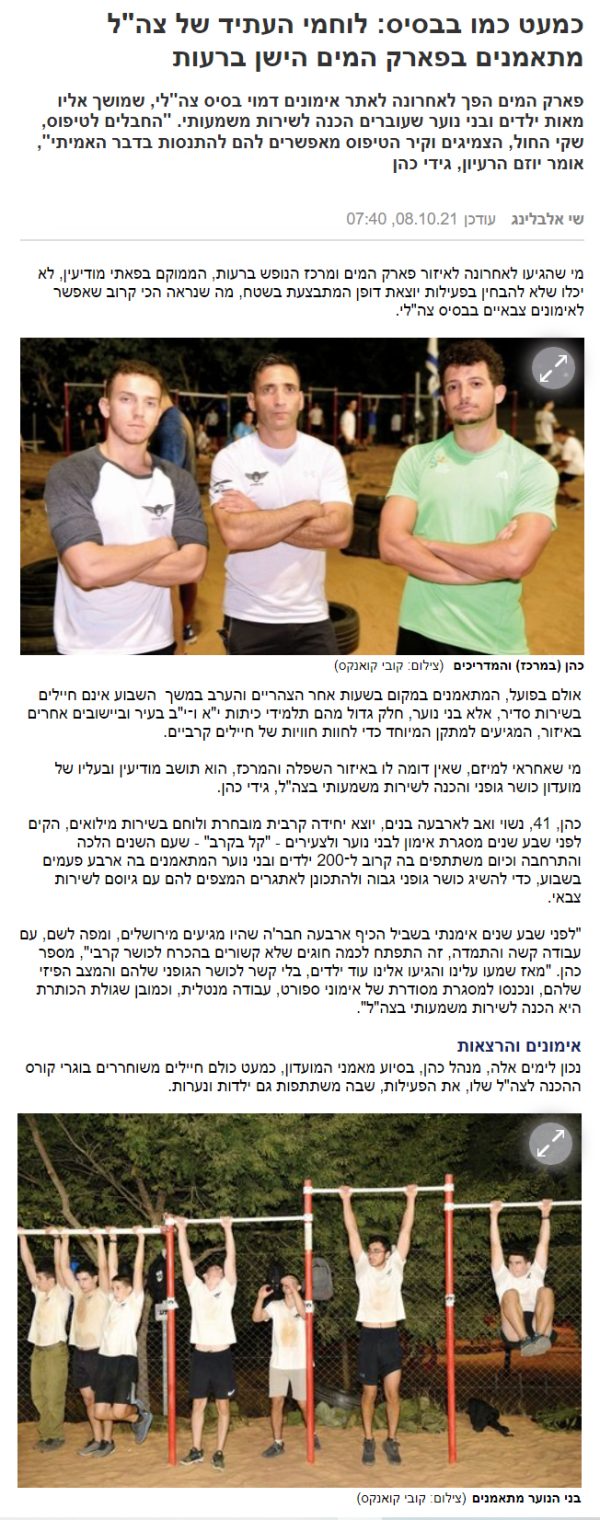 כמעט כמו בבסיס: לוחמי העתיד של צה"ל
מתאמנים בפארק המים הישן ברעות
פארק המים הפך לאחרונה לאתר אימונים דמוי בסיס צה"לי, שמושך אליו
מאות ילדים ובני נוער שעוברים הכנה לשירות משמעותי. "החבלים לטיפוס,
שקי החול, הצמיגים וקיר הטיפוס מאפשרים להם להתנסות בדבר האמיתי",
אומר יוזם הרעיון, גידי כהן
שי אלבלינג עודכן 08.10.21, 07:40
מי שהגיעו לאחרונה לאיזור פארק המים ומרכז הנופש ברעות, הממוקם בפאתי מודיעין, לא
יכלו שלא להבחין בפעילות יוצאת דופן המתבצעת בשטח, מה שנראה הכי קרוב שאפשר
לאימונים צבאיים בבסיס צה"לי.
כהן (במרכז) והמדריכים (צילום: קובי קואנקס)
אולם בפועל, המתאמנים במקום בשעות אחר הצהריים והערב במשך השבוע אינם חיילים
בשירות סדיר, אלא בני נוער, חלק גדול מהם תלמידי כיתות י"א ו־י"ב בעיר וביישובים אחרים
באיזור, המגיעים למתקן המיוחד כדי לחוות חוויות של חיילים קרביים.
מי שאחראי למיזם, שאין דומה לו באיזור השפלה והמרכז, הוא תושב מודיעין ובעליו של
מועדון כושר גופני והכנה לשירות משמעותי בצה"ל, גידי כהן.
כהן, 41, נשוי ואב לארבעה בנים, יוצא יחידה קרבית מובחרת ולוחם בשירות מילואים, הקים
לפני שבע שנים מסגרת אימון לבני נוער ולצעירים - "קל בקרב" - שעם השנים הלכה
והתרחבה וכיום משתתפים בה קרוב ל־200 ילדים ובני נוער המתאמנים בה ארבע פעמים
בשבוע, כדי להשיג כושר גופני גבוה ולהתכונן לאתגרים המצפים להם עם גיוסם לשירות
צבאי.
"לפני שבע שנים אימנתי בשביל הכיף ארבעה חבר'ה שהיו מגיעים מירושלים, ומפה לשם, עם
עבודה קשה והתמדה, זה התפתח לכמה חוגים שלא קשורים בהכרח לכושר קרבי", מספר
כהן. "מאז שמעו עלינו והגיעו אלינו עוד ילדים, בלי קשר לכושר הגופני שלהם והמצב הפיזי
שלהם, ונכנסו למסגרת מסודרת של אימוני ספורט, עבודה מנטלית, וכמובן שגולת הכותרת
היא הכנה לשירות משמעותי בצה"ל".
אימונים והרצאות
נכון לימים אלה, מנהל כהן, בסיוע מאמני המועדון, כמעט כולם חיילים משוחררים בוגרי קורס
ההכנה לצה"ל שלו, את הפעילות, שבה משתתפות גם ילדות ונערות.
בני הנוער מתאמנים (צילום: קובי קואנקס)